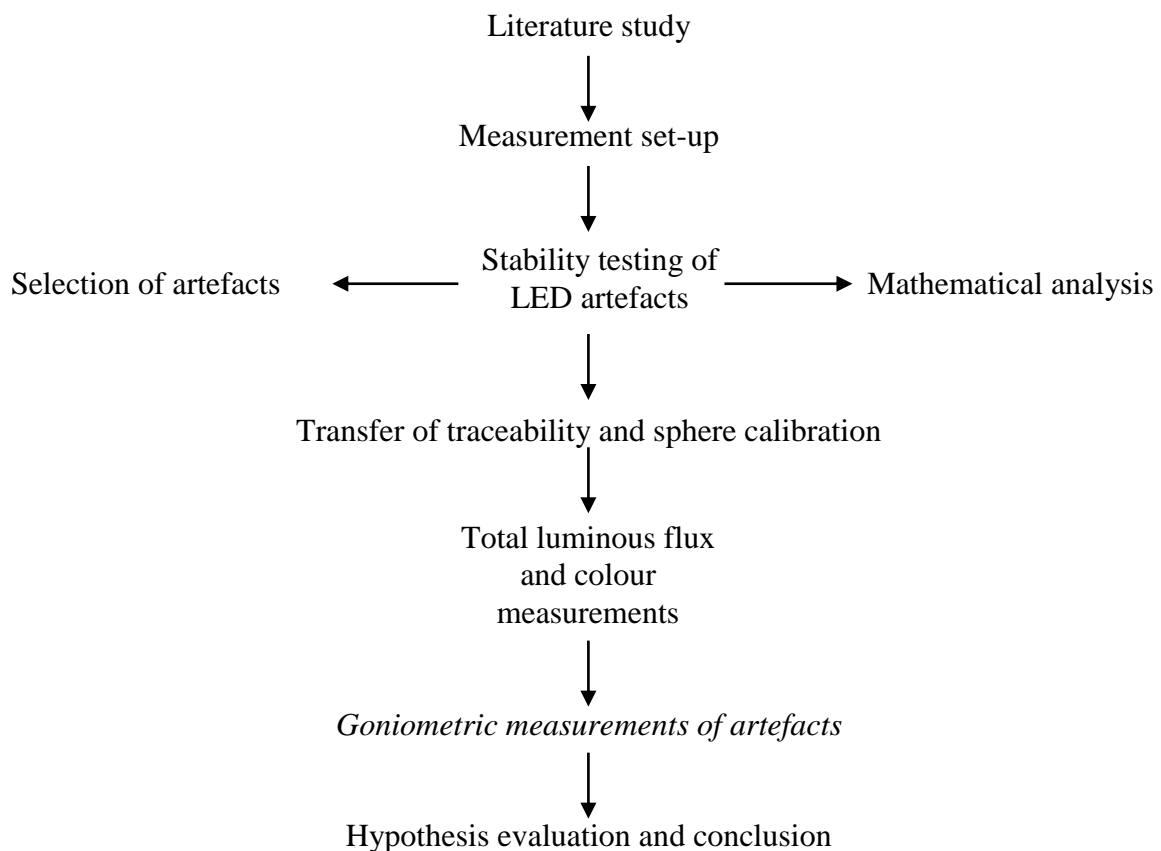 Literature study
Measurement set-up
Selection of artefacts
Stability testing of
LED artefacts
Mathematical analysis
Transfer of traceability and sphere calibration
Total luminous flux
and colour
measurements
Goniometric measurements of artefacts
Hypothesis evaluation and conclusion